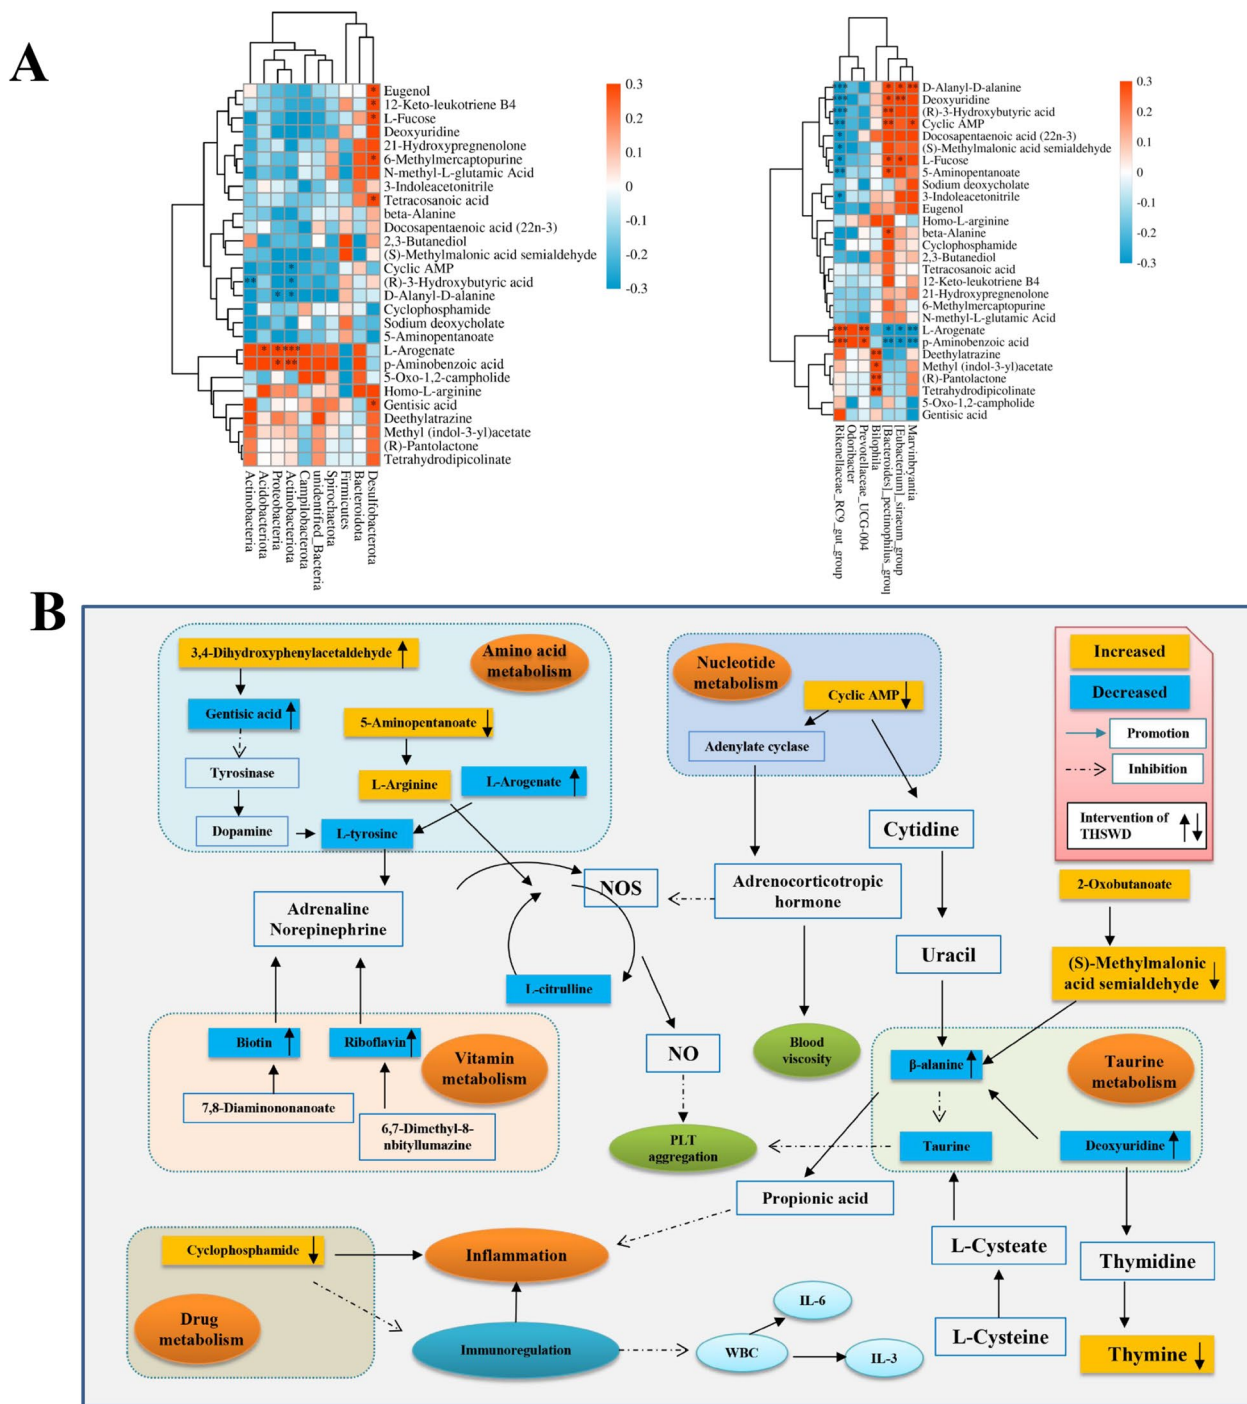 A
Eugenol
12-Keto-leukotriene B4
L-Fucose
Deoxyuridine
21-Hydroxypregnenolone
6-Methylmercaptopurine
N-methyl-L-glutamic Acid
3-Indoleacetonitrile
Tetracosanoic acid
beta-Alanine
Docosapentaenoic acid (22n-3)
2,3-Butanediol
(S)-Methylmalonic acid semialdehyde
Cyclic AMP
(R)-3-Hydroxybutyric acid
D-Alanyl-D-alanine
Cyclophosphamide
Sodium deoxycholate
5-Aminopentanoate
L-Arogenate
p-Aminobenzoic acid
5-Oxo-1,2-campholide
Homo-L-arginine
Gentisic acid
Deethylatrazine
Methyl (indol-3-yl)acetate
(R)-Pantolactone
Tetrahydrodipicolinate
Actinobacteria
Acidobacteriota
Proteobacteria
Actinobacteriota
Campilobacterota
unidentified_Bacteria
Spirochaetota
Firmicutes
Bacteroidota
Desulfobacterota
0.3
0.2
0.1
0
-0.1
-0.2
-0.3
D-Alanyl-D-alanine
Deoxyuridine
(R)-3-Hydroxybutyric acid
Cyclic AMP
Docosapentaenoic acid (22n-3)
(S)-Methylmalonic acid semialdehyde
L-Fucose
5-Aminopentanoate
Sodium deoxycholate
3-Indoleacetonitrile
Eugenol
Homo-L-arginine
beta-Alanine
Cyclophosphamide
2,3-Butanediol
Tetracosanoic acid
12-Keto-leukotriene B4
21-Hydroxypregnenolone
6-Methylmercaptopurine
N-methyl-L-glutamic Acid
L-Arogenate
p-Aminobenzoic acid
Deethylatrazine
Methyl (indol-3-yl)acetate
(R)-Pantolactone
Tetrahydrodipicolinate
5-Oxo-1,2-campholide
Gentisic acid
Rikenellaceae_RC9_gut_group
Odoribacter
Prevotellaceae_UCG-004
Bilophila
[Bacteroides]_pectinophilus_group
[Eubacterium]_siraeum_group
Marvinbryantia
0.3
0.2
0.1
0
-0.1
-0.2
-0.3
B
3,4-Dihydroxyphenylacetaldehyde
Amino acid
metabolism
Gentisic acid
5-Aminopentanoate
Tyrosinase
L-Arginine
L-Arogenate
Dopamine
L-tyrosine
Nucleotide
metabolism
Cyclic AMP
Adenylate cyclase
Increased
Decreased
Promotion
Inhibition
Intervention of
THSWD
Cytidine
2-Oxobutanoate
NOS
Adrenocorticotropic
hormone
Adrenaline
Norepinephrine
Uracil
(S)-Methylmalonic
acid semialdehyde
L-citrulline
Biotin
Riboflavin
Vitamin
metabolism
7,8-Diaminononanoate
6,7-Dimethyl-8-
nbityllumazine
NO
Blood
viscosity
β-alanine
Taurine
metabolism
PLT
aggregation
Taurine
Deoxyuridine
Propionic acid
Cyclophosphamide
Inflammation
L-Cysteate
Thymidine
Drug
metabolism
IL-6
Immunoregulation
WBC
IL-3
L-Cysteine
Thymine